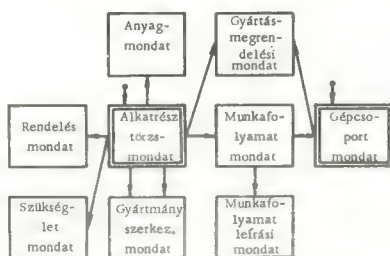 Anyag-
mondat
Gyártás-
megren-
delési
mondat
Rendelés
mondat
Alkatrész
törzs-
mondat
Munkafo-
lyamat
mondat
Gépcso-
port
mondat
Szükség-
let
mondat
Gyártmány
szerkez.
mondat
Munkafo-
lyamat
leírási
mondat